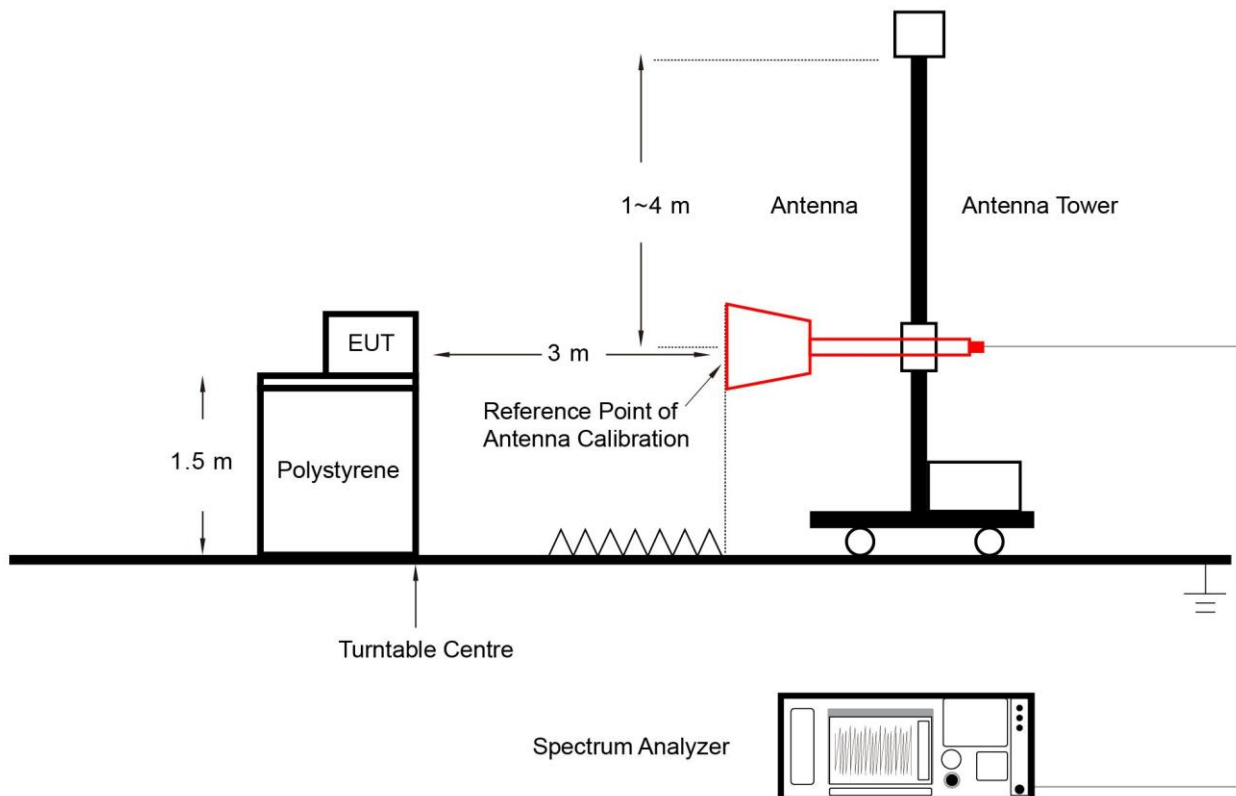 1~4 m
Antenna
Antenna Tower
EUT
3 m
Reference Point of
Antenna Calibration
1.5 m
Polystyrene
Turntable Centre
Spectrum Analyzer